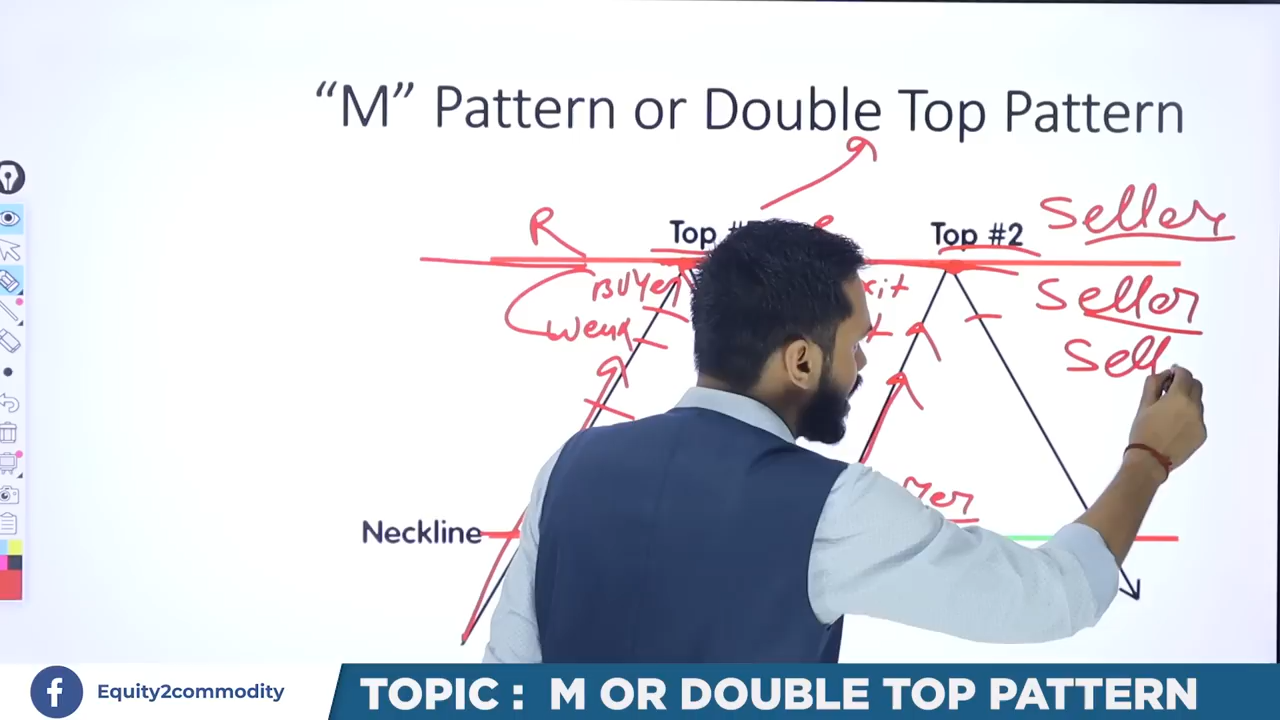 “M” Pattern or Double Top Pattern
R
Top
Top #2
Seller
Buyer
Seller
Weak
Sell
Neckline
Equity2commodity
TOPIC : M OR DOUBLE TOP PATTERN